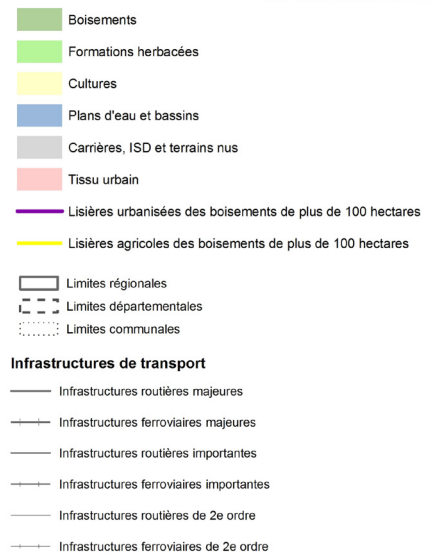 Boisements
Formations herbacées
Cultures
Plans d'eau et bassins
Carrières, ISD et terrains nus
Tissu urbain
Lisières urbanisées des boisements de plus de 100 hectares
Lisières agricoles des boisements de plus de 100 hectares
Limites régionales
Limites départementales
Limites communales
Infrastructures de transport
Infrastructures routières majeures
Infrastructures ferroviaires majeures
Infrastructures routières importantes
Infrastructures ferroviaires importantes
Infrastructures routières de 2e ordre
Infrastructures ferroviaires de 2e ordre